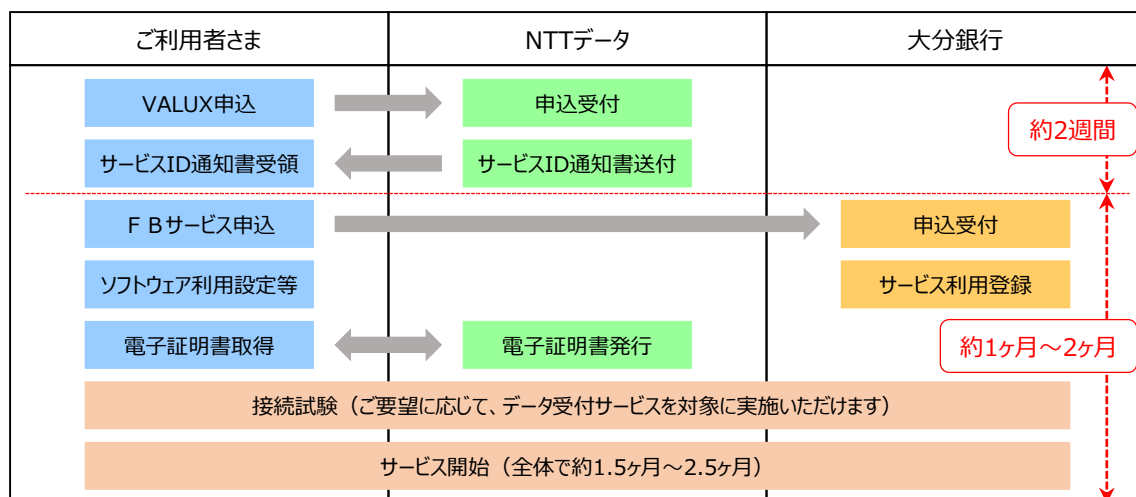 ご利用者さま
NTTデータ
大分銀行
VALUX申込
申込受付
約2週間
サービスID通知書受領
サービスID通知書送付
ＦＢサービス申込
申込受付
ソフトウェア利用設定等
サービス利用登録
電子証明書取得
電子証明書発行
約1ヶ月～2ヶ月
接続試験（ご要望に応じて、データ受付サービスを対象に実施いただけます）
サービス開始（全体で約1.5ヶ月～2.5ヶ月）